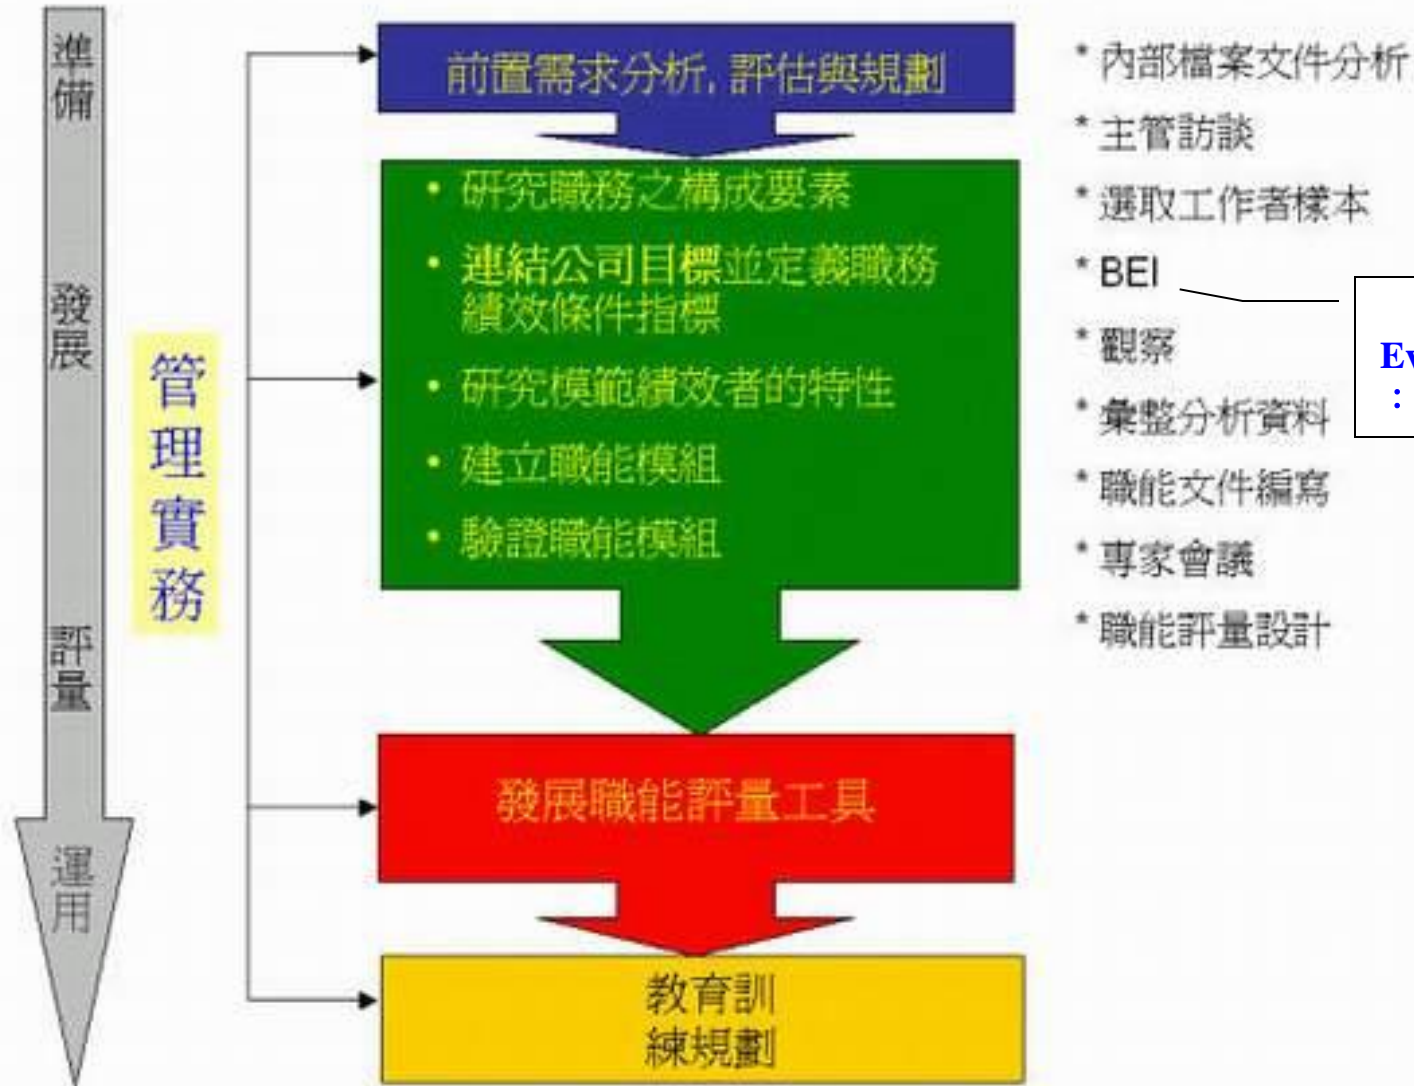 準備
發展
評量
運用
管理實務
前置需求分析, 評估與規劃
• 研究職務之構成要素
• 連結公司目標並定義職務
績效條件指標
• 研究模範績效者的特性
• 建立職能模組
• 驗證職能模組
發展職能評量工具
教育訓
練規劃
* 內部檔案文件分析
* 主管訪談
* 選取工作者樣本
* BEI
* 觀察
* 彙整分析資料
* 職能文件編寫
* 專家會議
* 職能評量設計
: